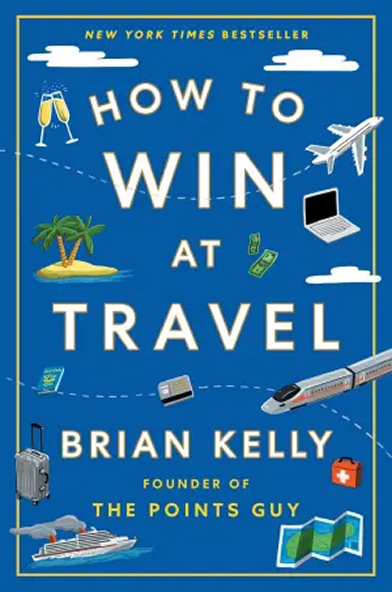 NEW YORK TIMES BESTSELLER
HOW TO
WIN
AT
TRAVEL
BRIAN KELLY
FOUNDER OF
THE POINTS GUY